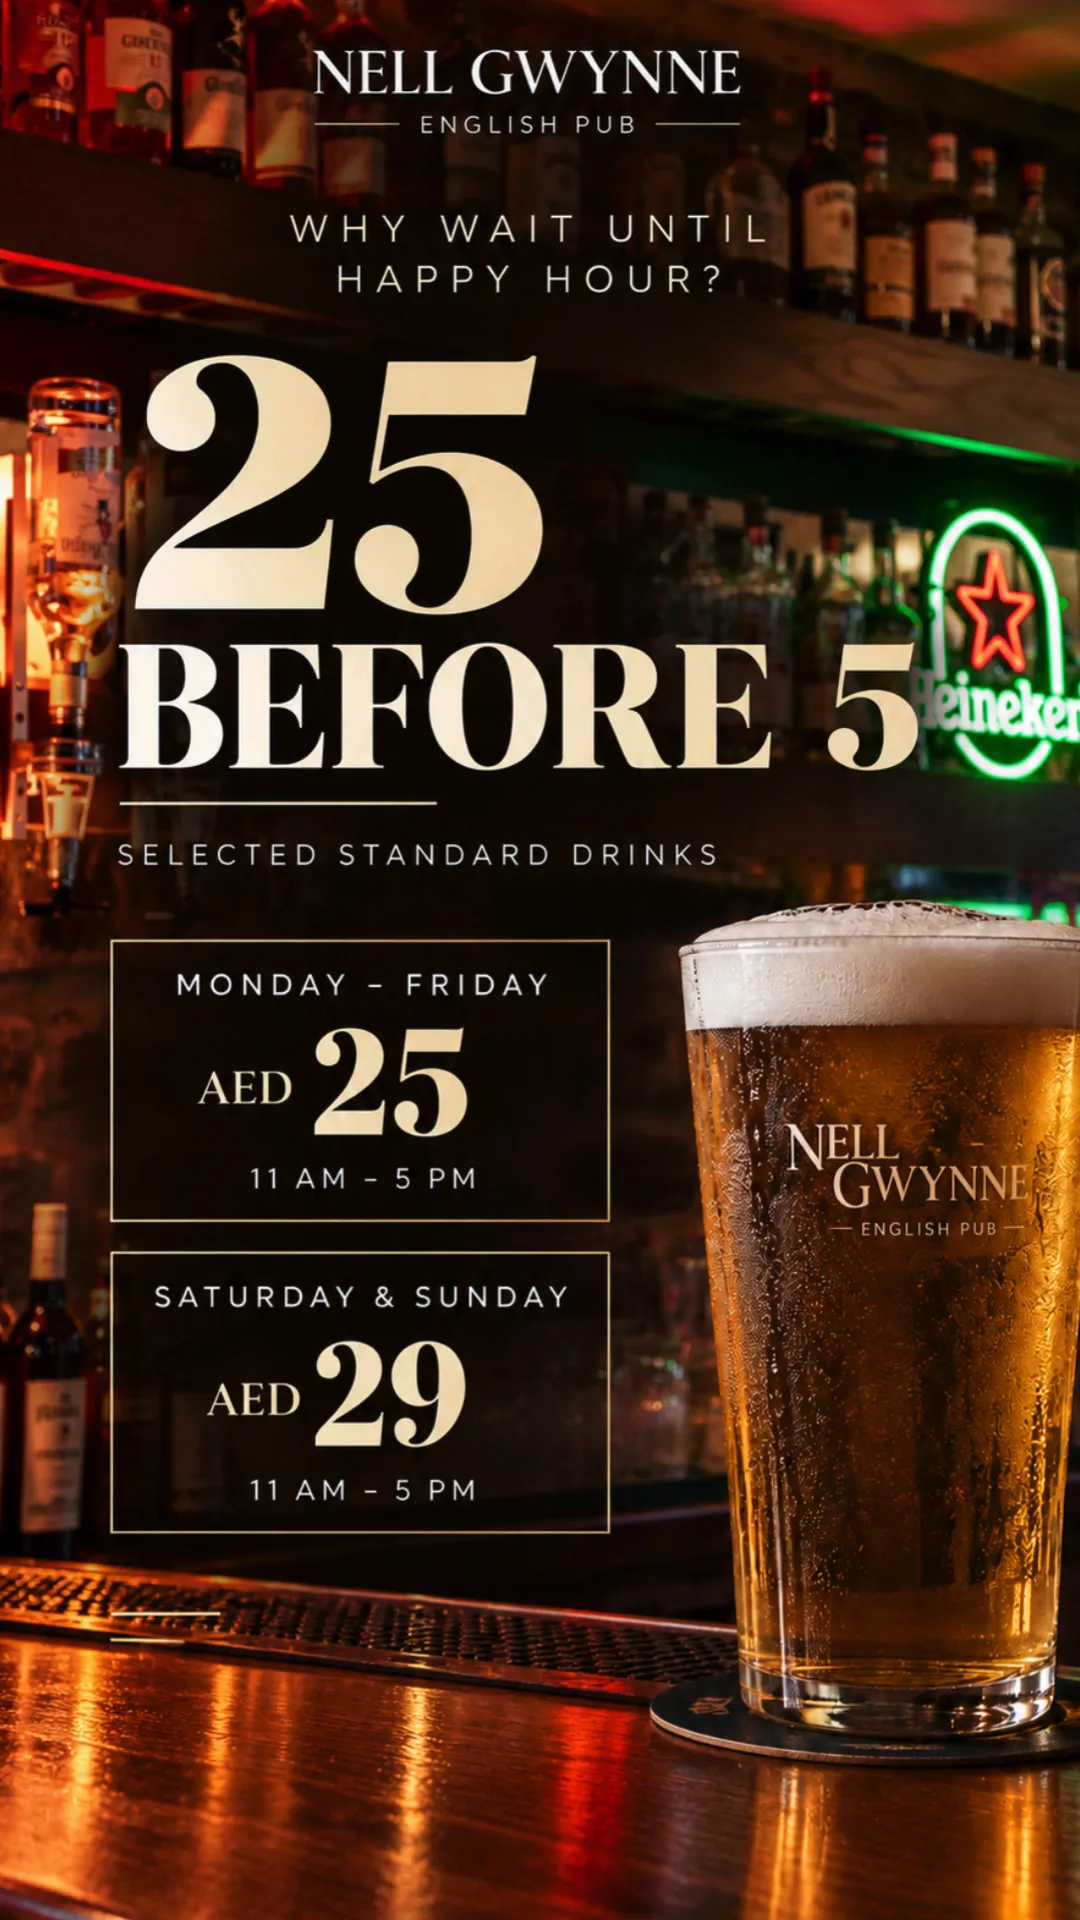 NELL GWYNNE
ENGLISH PUB
WHY WAIT UNTIL
HAPPY HOUR?
25
BEFORE 5
Heineken
SELECTED STANDARD DRINKS
MONDAY – FRIDAY
AED 25
11 AM – 5 PM
SATURDAY & SUNDAY
AED 29
11 AM – 5 PM
NELL
GWYNNE
ENGLISH PUB